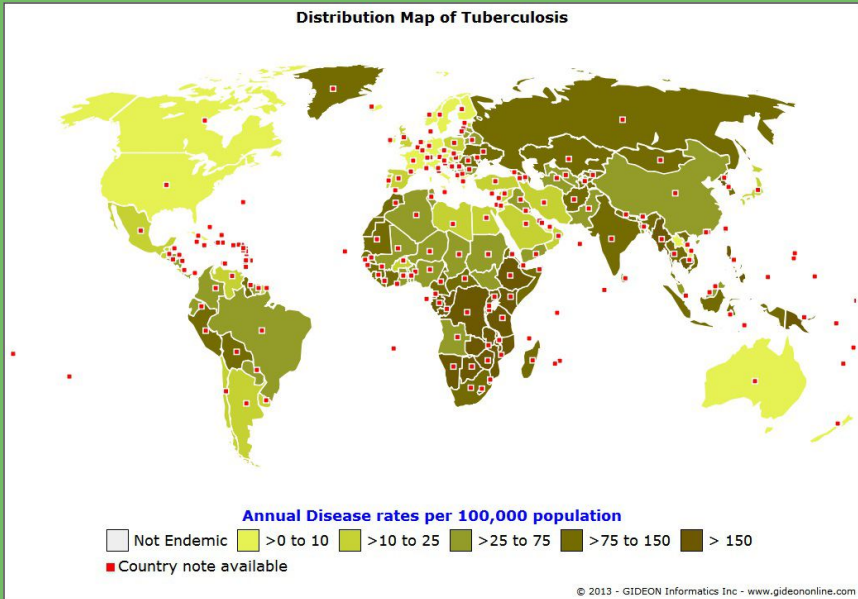 Distribution Map of Tuberculosis
Annual Disease rates per 100,000 population
Not Endemic >0 to 10 >10 to 25 >25 to 75 >75 to 150 > 150
Country note available
© 2013 - GIDEON Informatics Inc - www.gideononline.com